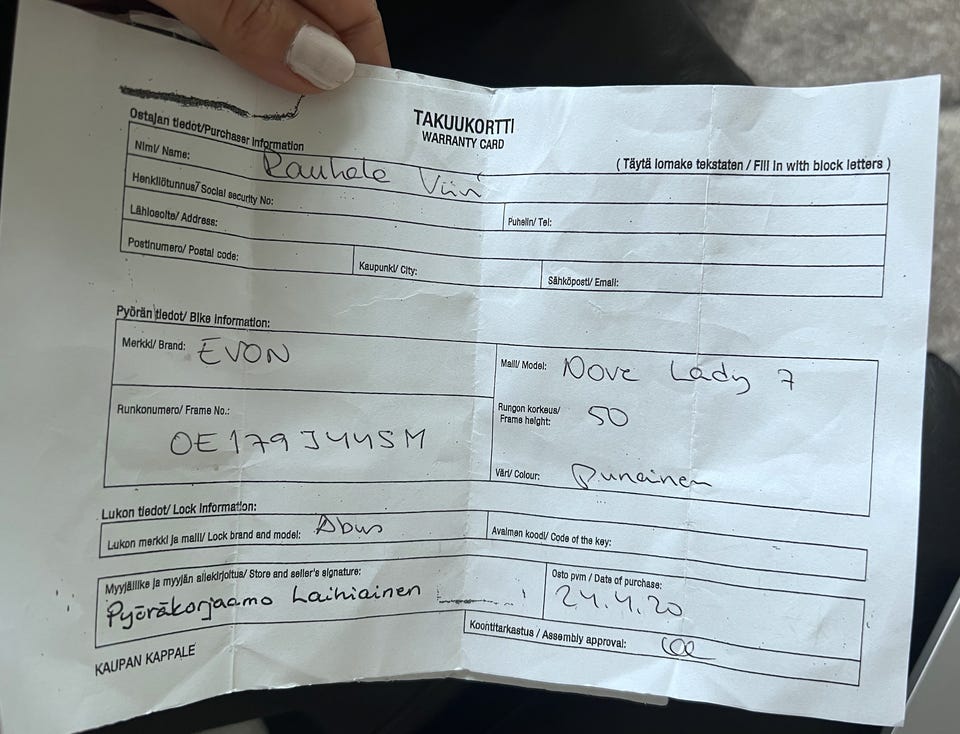 TAKUUKORTTI
WARRANTY CARD
Ostajan tiedot/Purchaser information
( Täytä lomake tekstaten / Fill in with block letters )
Nimi/ Name: Rauhala Viivi
Henkilötunnus/ Social security No:
Lähiosoite/ Address:
Puhelin/ Tel:
Postinumero/ Postal code:
Kaupunki/ City:
Sähköposti/ Email:
Pyörän tiedot/ Bike information:
Merkki/ Brand: EVON
Malli/ Model: Nove Lady 7
Runkonumero/ Frame No.:
OE179J445M
Rungon korkeus/
Frame height: 50
Väri/ Colour: Punainen
Lukon tiedot/ Lock information:
Lukon merkki ja malli/ Lock brand and model: Abus
Avaimen koodi/ Code of the key:
Myyjäliike ja myyjän allekirjoitus/ Store and seller's signature:
Pyöräkorjaamo Laihiainen
Osto pvm / Date of purchase:
24.4.20
Koontitarkastus / Assembly approval:
KAUPAN KAPPALE